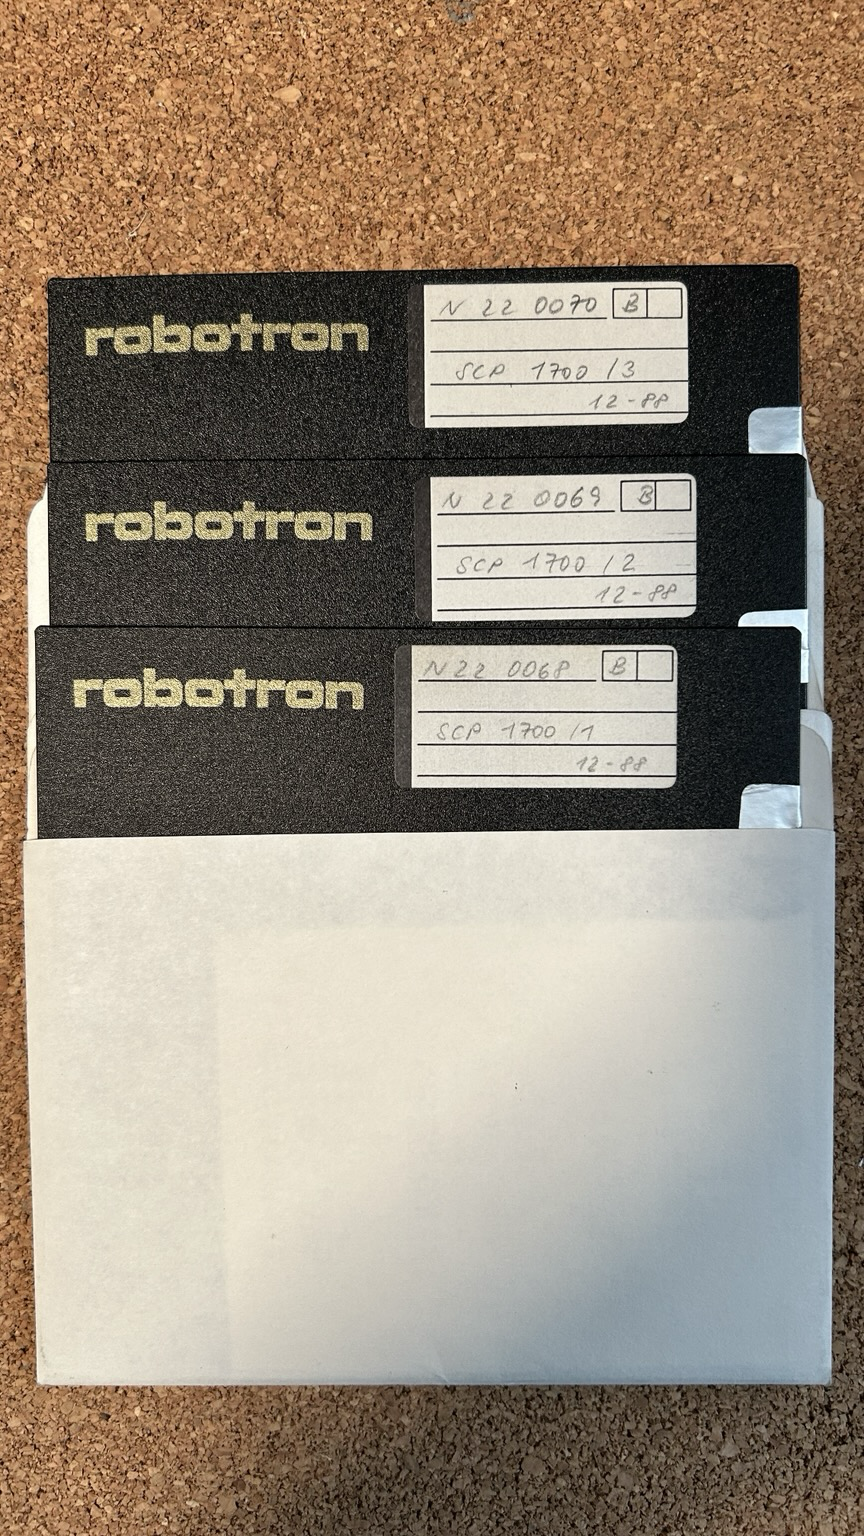 robotron
N 22 0070 B
SCP 1700 /3
12-88
robotron
N 22 0069 B
SCP 1700 /2
12-88
robotron
N22 0068 B
SCP 1700 /1
12-88